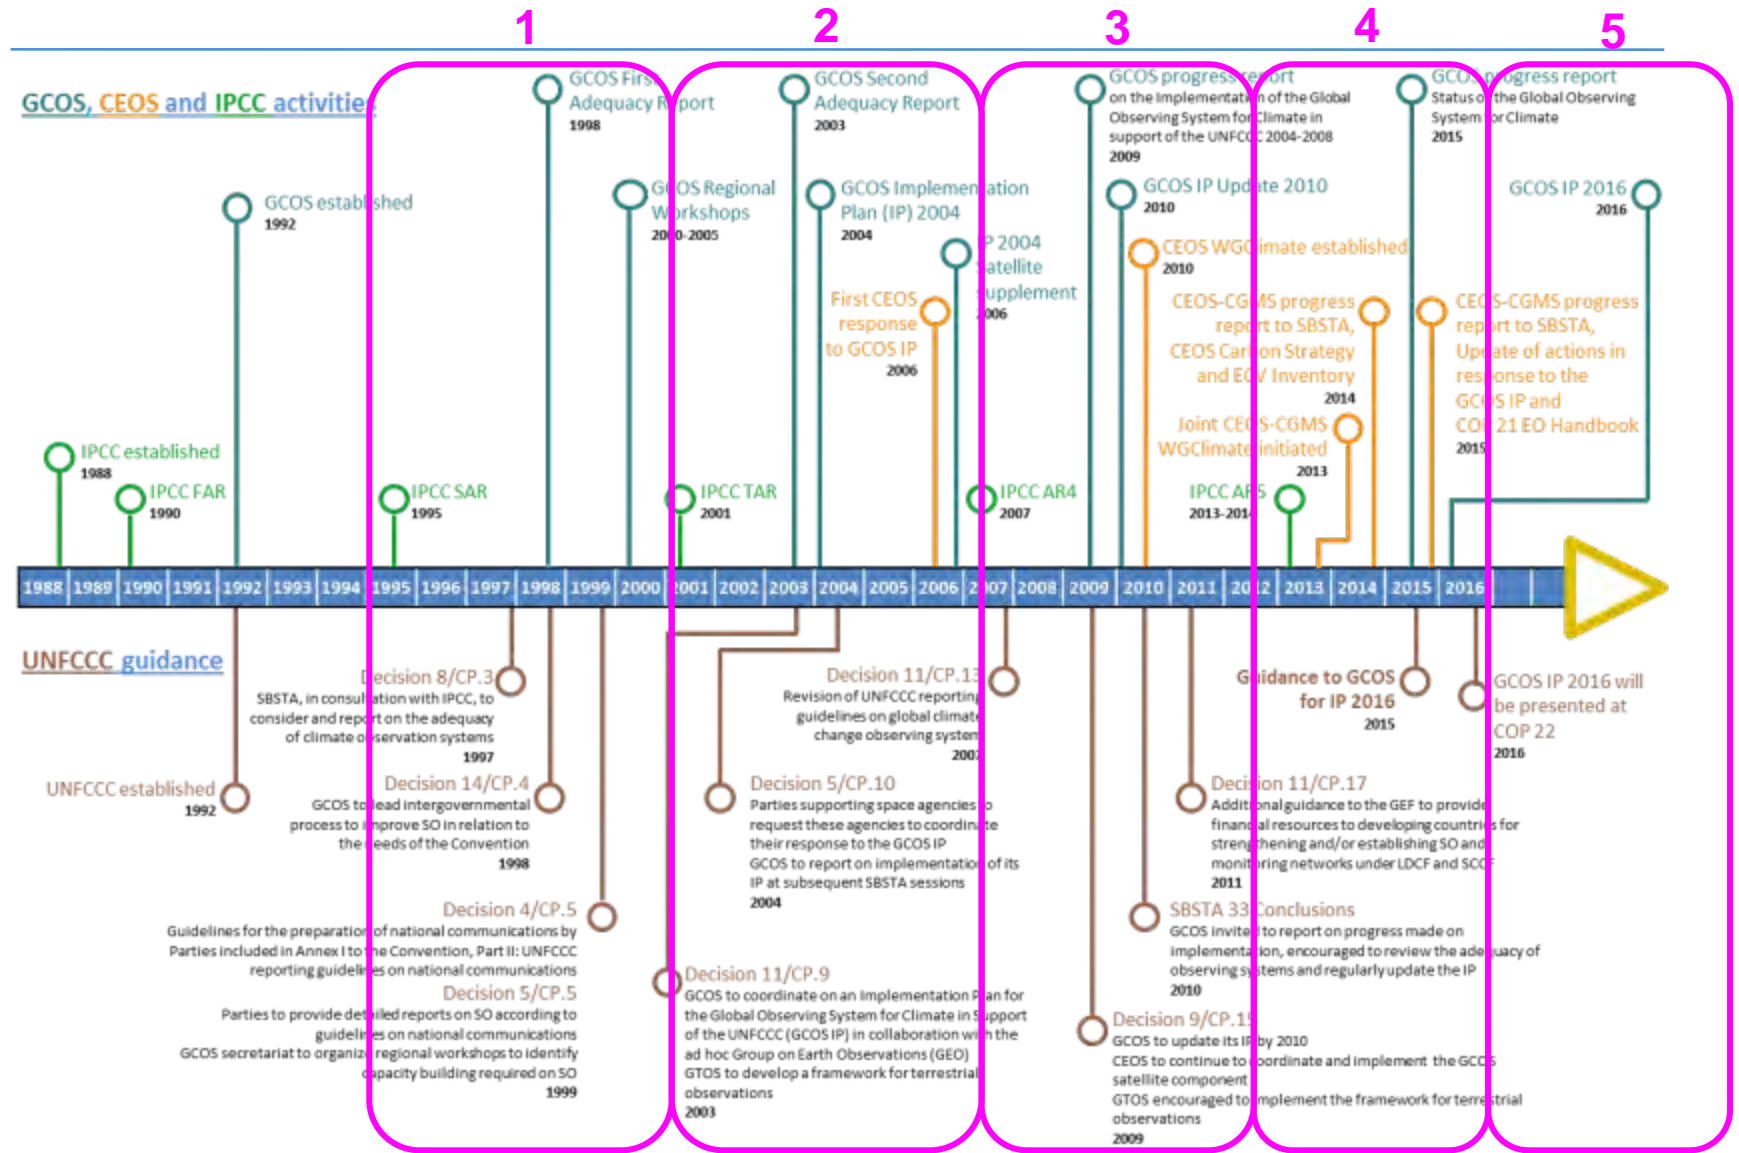 1
2
3
4
5
GCOS, CEOS and IPCC activities
GCOS First
Adequacy Report
1998
GCOS Second
Adequacy Report
2003
GCOS progress report
on the Implementation of the Global
Observing System for Climate in
support of the UNFCCC 2004-2008
2009
GCOS progress report
Status of the Global Observing
System for Climate
2015
GCOS established
1992
GCOS Regional
Workshops
2000-2005
GCOS Implementation
Plan (IP) 2004
2004
IP 2004
Satellite
supplement
2006
GCOS IP Update 2010
2010
GCOS IP 2016
2016
CEOS WGClimate established
2010
First CEOS
response
to GCOS IP
2006
CEOS-CGMS progress
report to SBSTA,
CEOS Carbon Strategy
and ECV Inventory
2014
CEOS-CGMS progress
report to SBSTA,
Update of actions in
response to the
GCOS IP and
COP 21 EO Handbook
2015
Joint CEOS-CGMS
WGClimate initiated
2013
IPCC established
1988
IPCC FAR
1990
IPCC SAR
1995
IPCC TAR
2001
IPCC AR4
2007
IPCC AR5
2013-2014
1988 1989 1990 1991 1992 1993 1994 1995 1996 1997 1998 1999 2000 2001 2002 2003 2004 2005 2006 2007 2008 2009 2010 2011 2012 2013 2014 2015 2016
UNFCCC guidance
UNFCCC established
1992
Decision 8/CP.3
SBSTA, in consultation with IPCC, to
consider and report on the adequacy
of climate observation systems
1997
Decision 14/CP.4
GCOS to lead intergovernmental
process to improve SO in relation to
the needs of the Convention
1998
Decision 4/CP.5
Guidelines for the preparation of national communications by
Parties included in Annex I to the Convention, Part II: UNFCCC
reporting guidelines on national communications
Decision 5/CP.5
Parties to provide detailed reports on SO according to
guidelines on national communications
GCOS secretariat to organize regional workshops to identify
capacity building required on SO
1999
Decision 11/CP.13
Revision of UNFCCC reporting
guidelines on global climate
change observing system
2007
Decision 5/CP.10
Parties supporting space agencies to
request these agencies to coordinate
their response to the GCOS IP
GCOS to report on implementation of its
IP at subsequent SBSTA sessions
2004
Decision 11/CP.9
GCOS to coordinate on an Implementation Plan for
the Global Observing System for Climate in Support
of the UNFCCC (GCOS IP) in collaboration with the
ad hoc Group on Earth Observations (GEO)
GTOS to develop a framework for terrestrial
observations
2003
Guidance to GCOS
for IP 2016
2015
GCOS IP 2016 will
be presented at
COP 22
2016
Decision 11/CP.17
Additional guidance to the GEF to provide
financial resources to developing countries for
strengthening and/or establishing SO and
monitoring networks under LDCF and SCCF
2011
SBSTA 33 Conclusions
GCOS invited to report on progress made on
implementation, encouraged to review the adequacy of
observing systems and regularly update the IP
2010
Decision 9/CP.15
GCOS to update its IP by 2010
CEOS to continue to coordinate and implement the GCOS
satellite component
GTOS encouraged to implement the framework for terrestrial
observations
2009